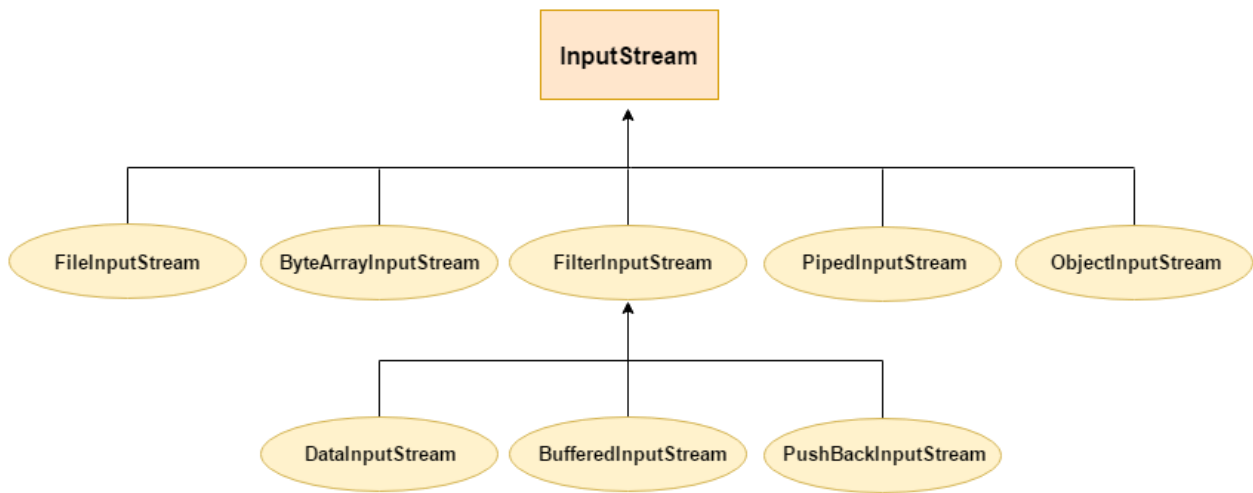 InputStream
FileInputStream
ByteArrayInputStream
FilterInputStream
PipedInputStream
ObjectInputStream
DataInputStream
BufferedInputStream
PushBackInputStream